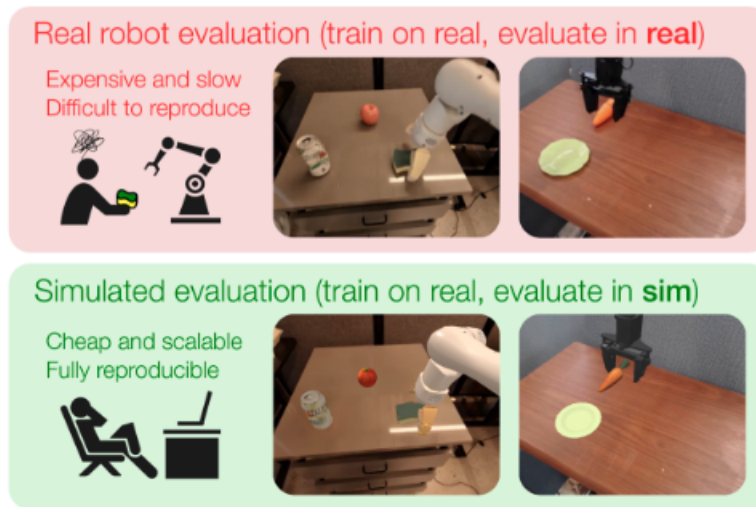 Real robot evaluation (train on real, evaluate in real)
Expensive and slow
Difficult to reproduce
Simulated evaluation (train on real, evaluate in sim)
Cheap and scalable
Fully reproducible